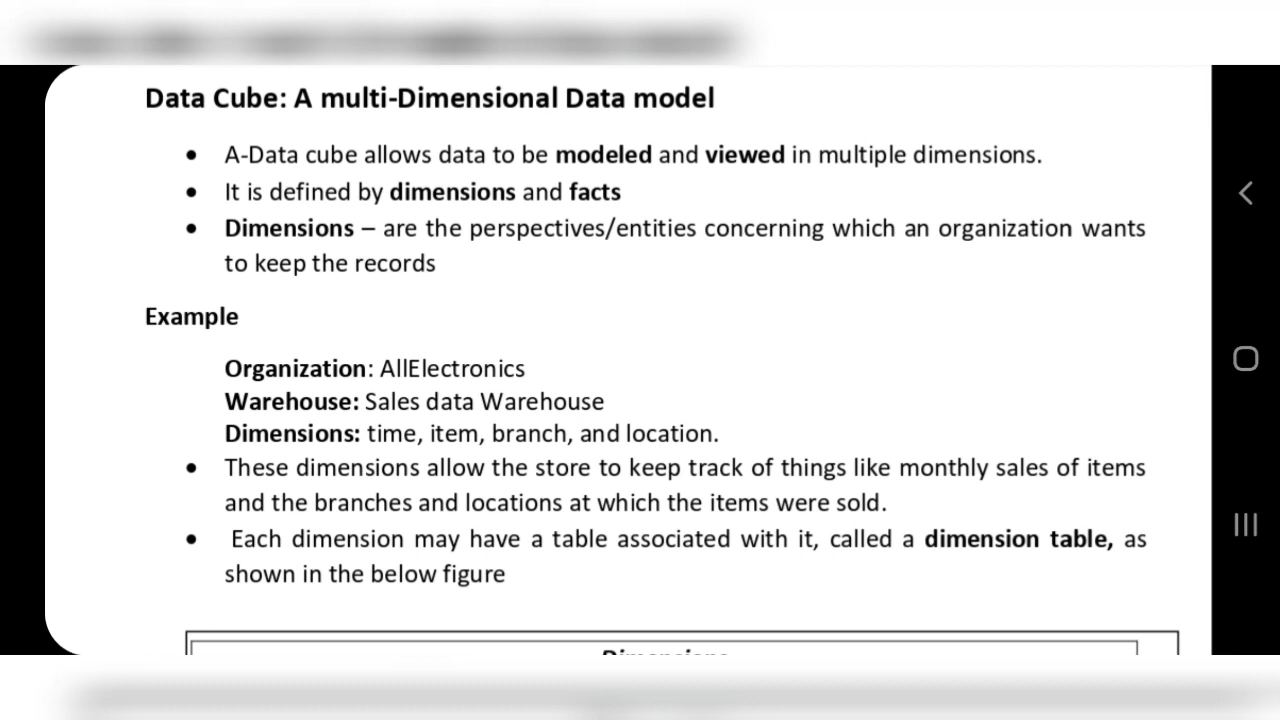 Data Cube: A multi-Dimensional Data model
• A-Data cube allows data to be modeled and viewed in multiple dimensions.
• It is defined by dimensions and facts
• Dimensions – are the perspectives/entities concerning which an organization wants
to keep the records
Example
Organization: AllElectronics
Warehouse: Sales data Warehouse
Dimensions: time, item, branch, and location.
• These dimensions allow the store to keep track of things like monthly sales of items
and the branches and locations at which the items were sold.
• Each dimension may have a table associated with it, called a dimension table, as
shown in the below figure